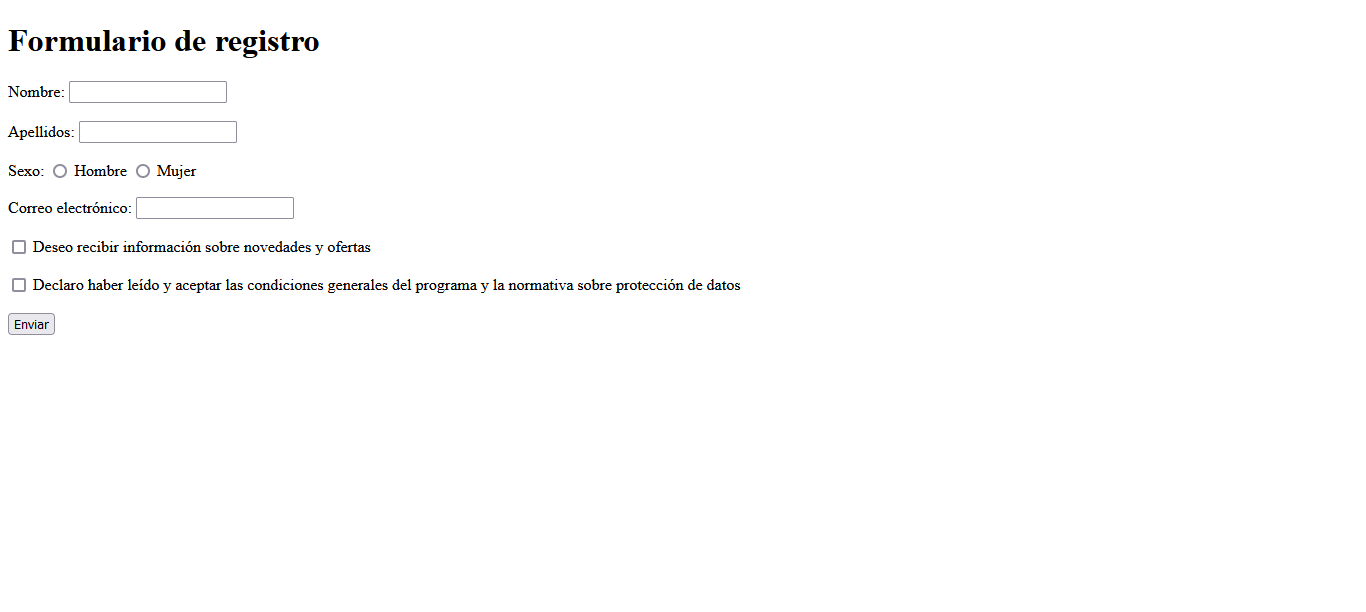 Formulario de registro
Nombre:
Apellidos:
Sexo: Hombre Mujer
Correo electrónico:
Deseo recibir información sobre novedades y ofertas
Declaro haber leído y aceptar las condiciones generales del programa y la normativa sobre protección de datos
Enviar